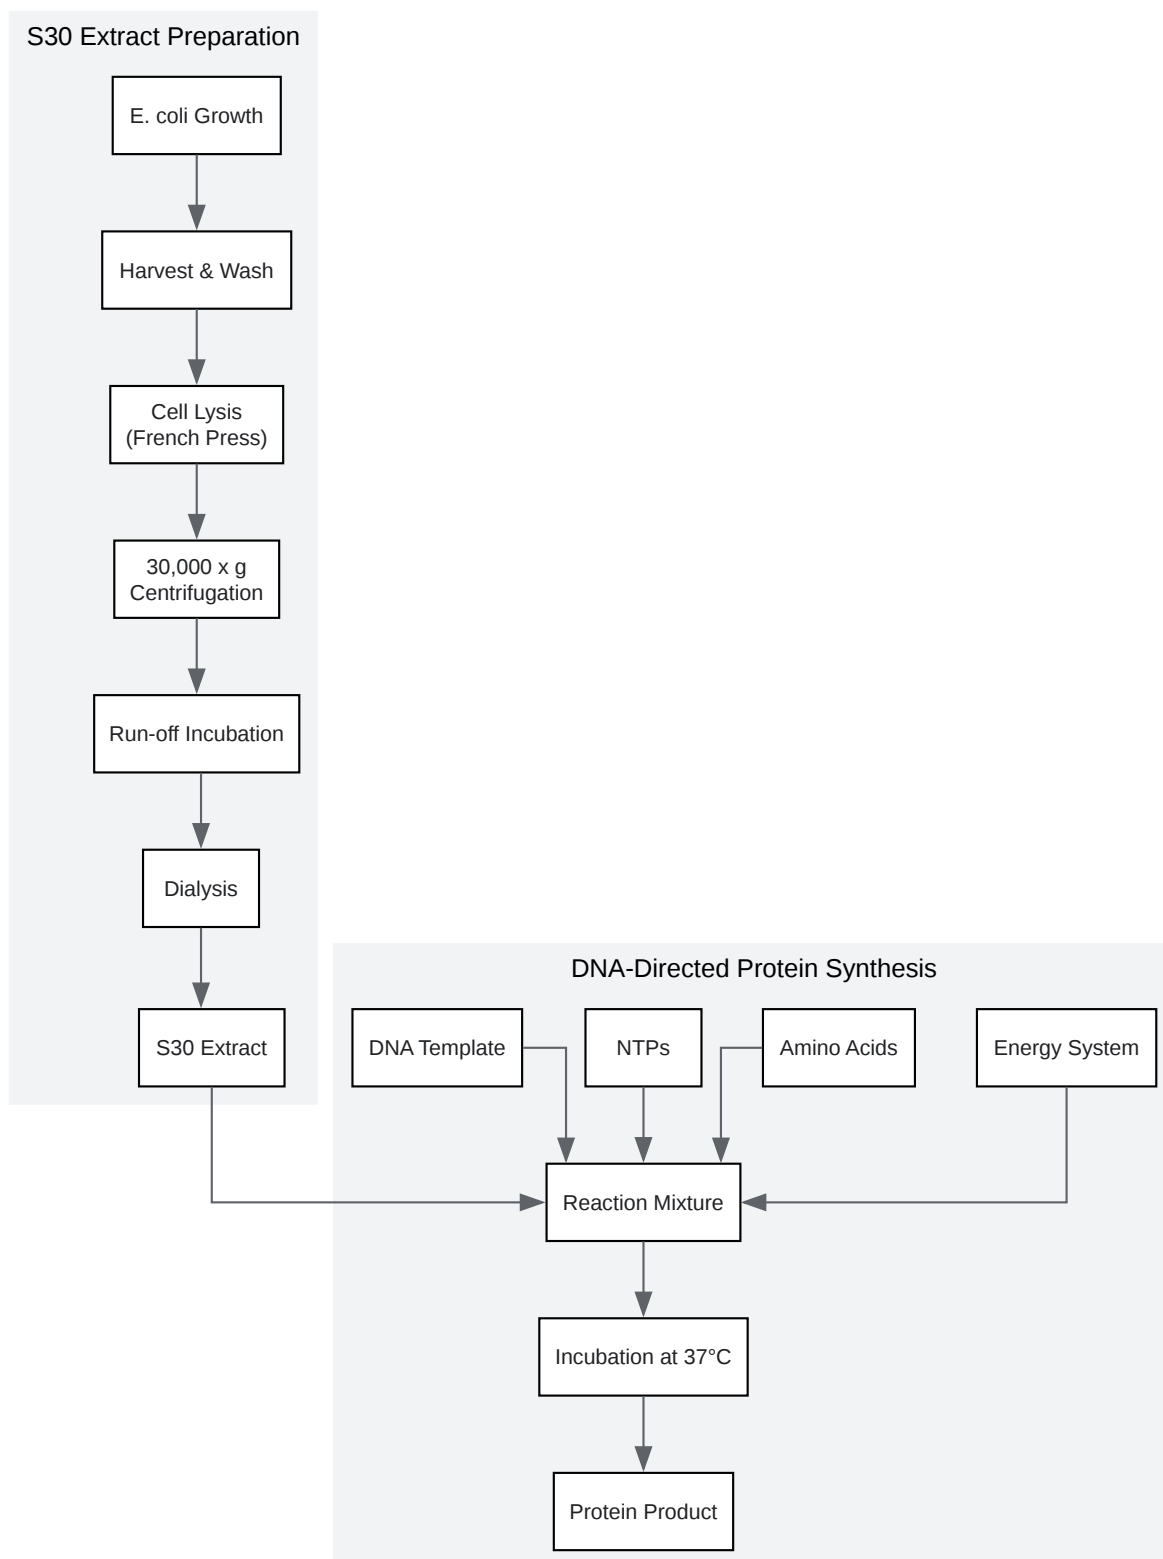 S30 Extract Preparation
E. coli Growth
Harvest & Wash
Cell Lysis
(French Press)
30,000 x g
Centrifugation
Run-off Incubation
Dialysis
S30 Extract
DNA-Directed Protein Synthesis
DNA Template
NTPs
Amino Acids
Energy System
Reaction Mixture
Incubation at 37°C
Protein Product